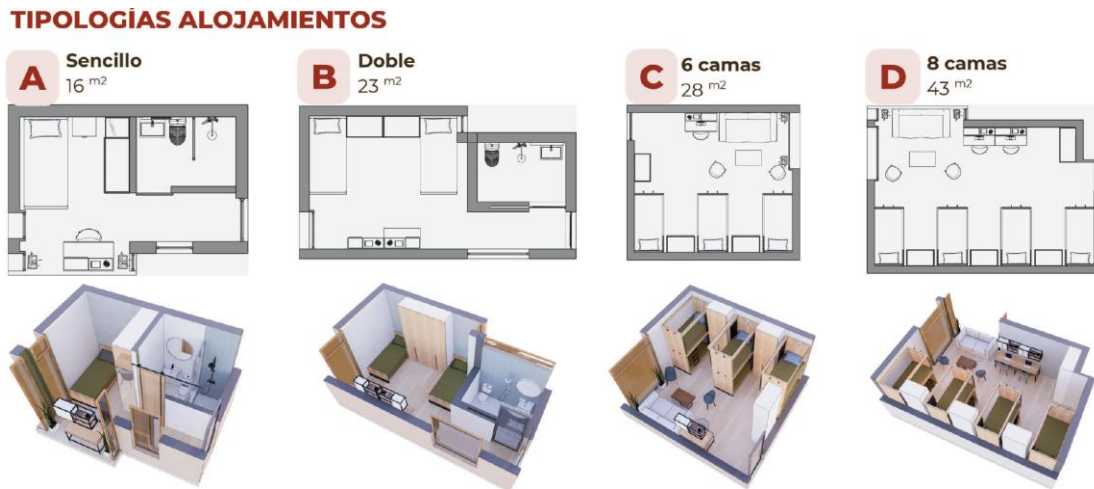 TIPOLOGÍAS ALOJAMIENTOS
A
Sencillo
16 m2
B
Doble
23 m2
C
6 camas
28 m2
D
8 camas
43 m2